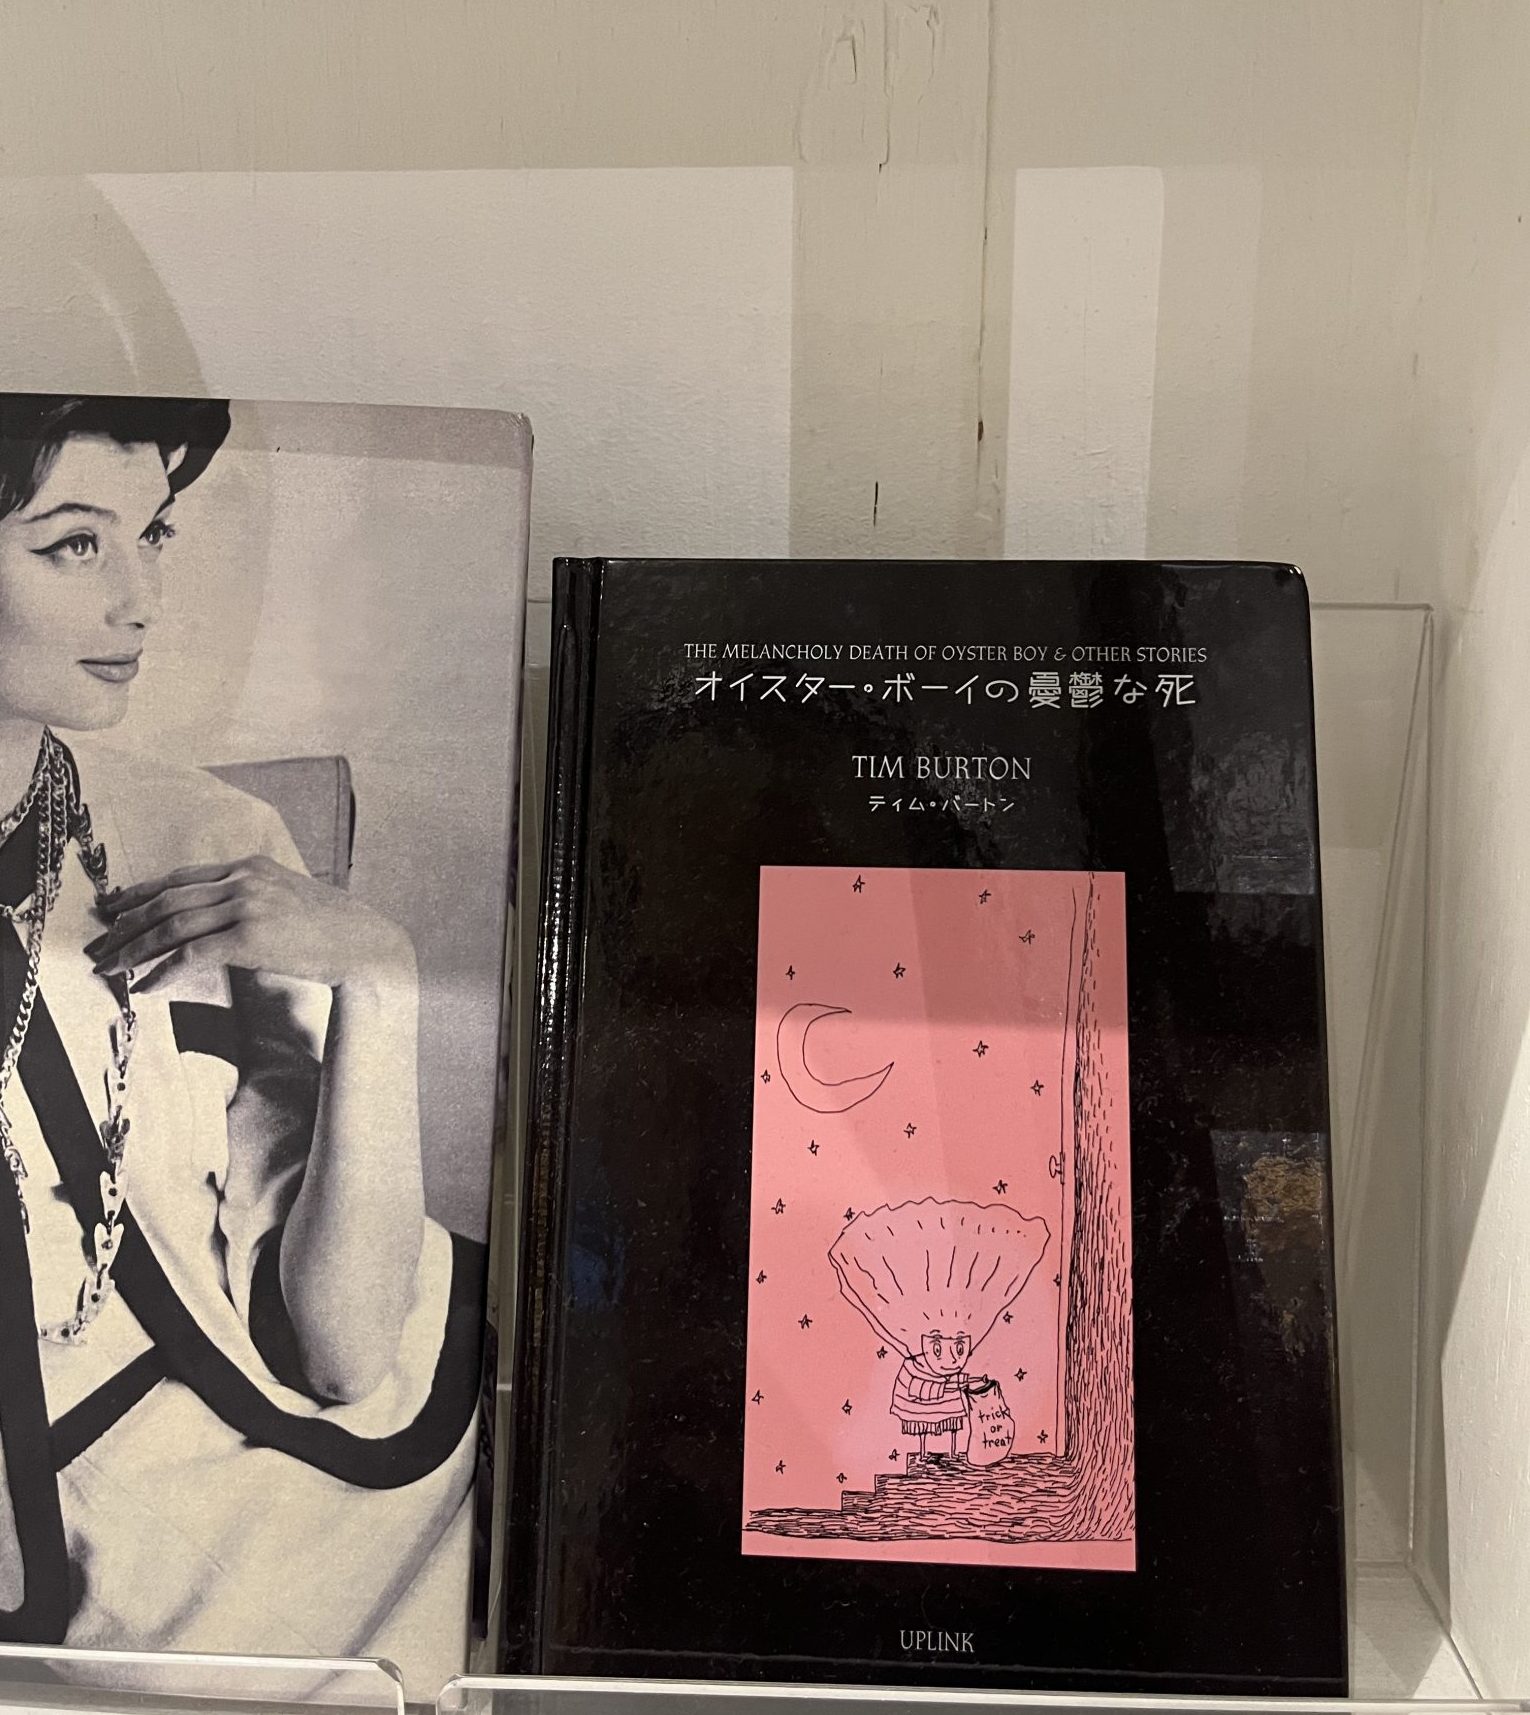 THE MELANCHOLY DEATH OF OYSTER BOY & OTHER STORIES
オイスター・ボーイの憂鬱な死
TIM BURTON
ティム・バートン
trick
or
treat
UPLINK